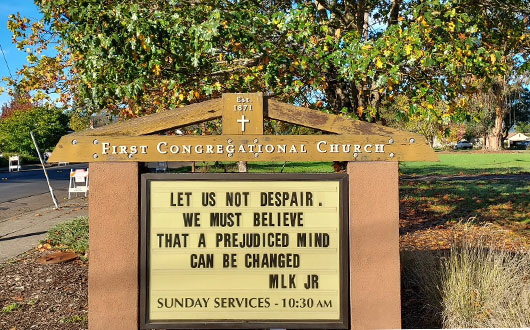 Est.
1871
First Congregational Church
LET US NOT DESPAIR.
WE MUST BELIEVE
THAT A PREJUDICED MIND
CAN BE CHANGED
MLK JR
SUNDAY SERVICES - 10:30 AM